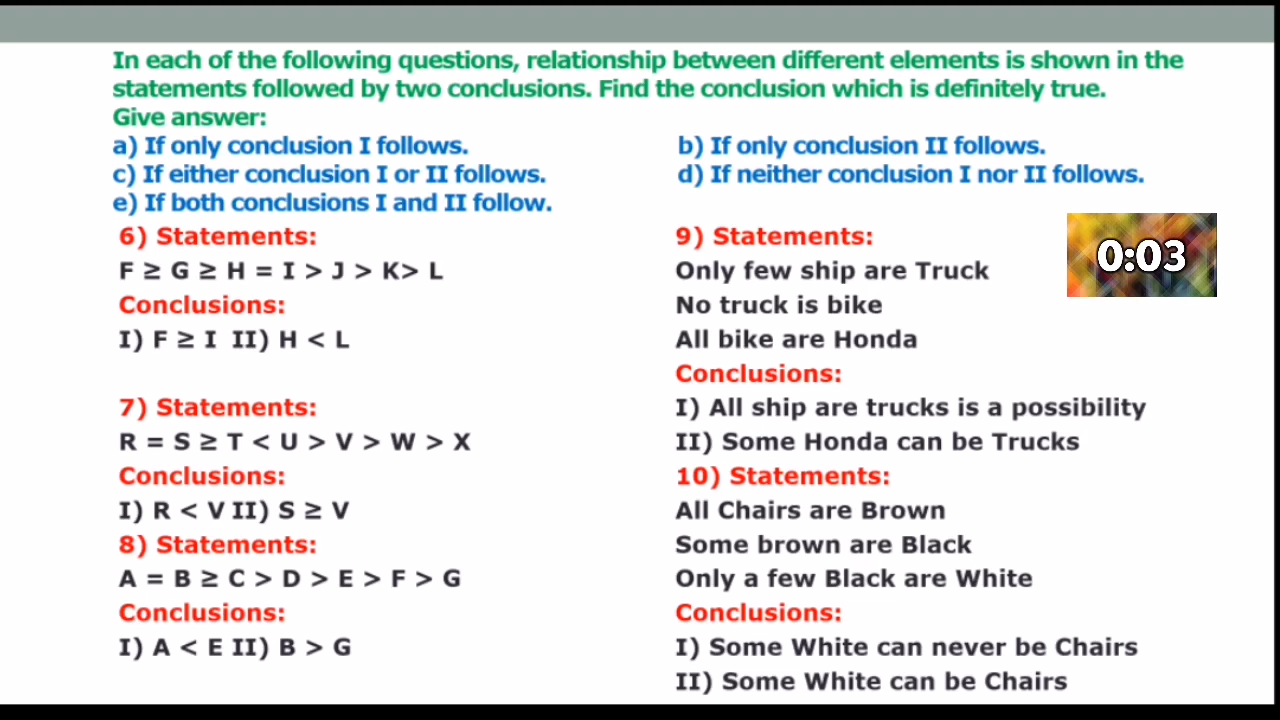 In each of the following questions, relationship between different elements is shown in the
statements followed by two conclusions. Find the conclusion which is definitely true.
Give answer:
a) If only conclusion I follows.
b) If only conclusion II follows.
c) If either conclusion I or II follows.
d) If neither conclusion I nor II follows.
e) If both conclusions I and II follow.
6) Statements:
F ≥ G ≥ H = I > J > K> L
Conclusions:
I) F ≥ I II) H < L
7) Statements:
R = S ≥ T < U > V > W > X
Conclusions:
I) R < V II) S ≥ V
8) Statements:
A = B ≥ C > D > E > F > G
Conclusions:
I) A < E II) B > G
9) Statements:
Only few ship are Truck
No truck is bike
All bike are Honda
Conclusions:
I) All ship are trucks is a possibility
II) Some Honda can be Trucks
10) Statements:
All Chairs are Brown
Some brown are Black
Only a few Black are White
Conclusions:
I) Some White can never be Chairs
II) Some White can be Chairs
0:03